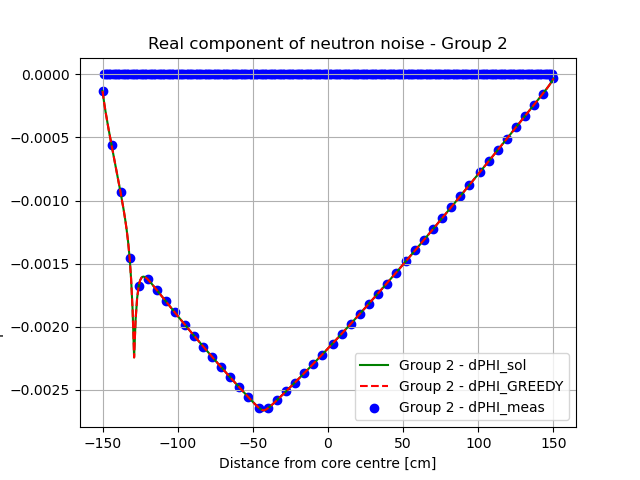 Real component of neutron noise - Group 2
0.0000
−0.0005
−0.0010
−0.0015
−0.0020
−0.0025
−150
−100
−50
0
50
100
150
Distance from core centre [cm]
Group 2 - dPHI_sol
Group 2 - dPHI_GREEDY
Group 2 - dPHI_meas